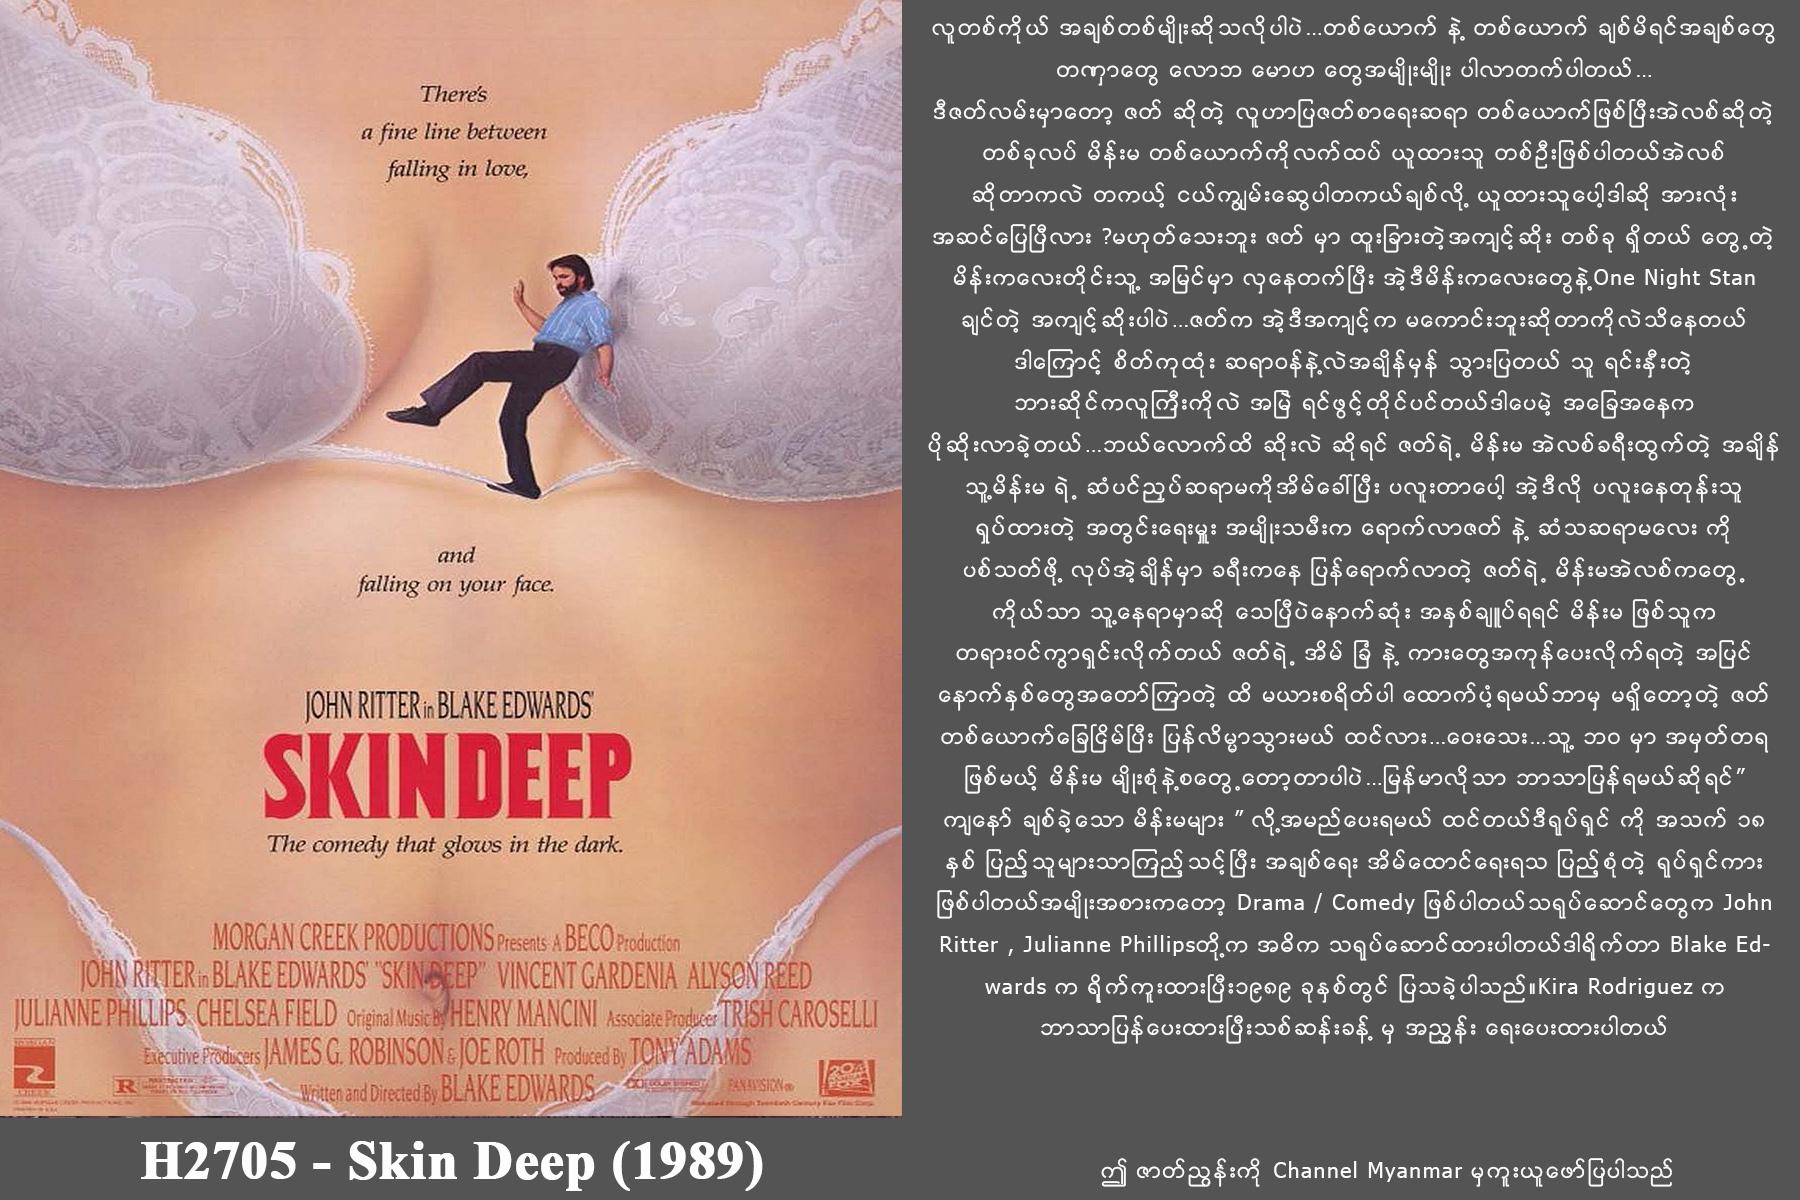 There's
a fine line between
falling in love,
and
falling on your face.
JOHN RITTER in BLAKE EDWARDS'
SKIN DEEP
The comedy that glows in the dark.
MORGAN CREEK PRODUCTIONS Presents A BECO Production
JOHN RITTER in BLAKE EDWARDS' "SKIN DEEP" VINCENT GARDENIA ALYSON REED
JULIANNE PHILLIPS CHELSEA FIELD Original Music By HENRY MANCINI Associate Producer TRISH CAROSELLI
Executive Producers JAMES G. ROBINSON & JOE ROTH Produced By TONY ADAMS
Written and Directed By BLAKE EDWARDS
R RESTRICTED
DOLBY STEREO
PANAVISION®
20th CENTURY FOX
H2705 - Skin Deep (1989)
လူတစ်ကိုယ် အချစ်တစ်မျိုးဆိုသလိုပါပဲ...တစ်ယောက် နဲ့ တစ်ယောက် ချစ်မိရင်အချစ်တွေ
တဏှာတွေ လောဘ မောဟ တွေအမျိုးမျိုး ပါလာတက်ပါတယ်...
ဒီဇတ်လမ်းမှာတော့ ဇတ် ဆိုတဲ့ လူဟာပြဇတ်စာရေးဆရာ တစ်ယောက်ဖြစ်ပြီးအဲလစ်ဆိုတဲ့
တစ်ခုလပ် မိန်းမ တစ်ယောက်ကိုလက်ထပ် ယူထားသူ တစ်ဦးဖြစ်ပါတယ်အဲလစ်
ဆိုတာကလဲ တကယ့် ငယ်ကျွမ်းဆွေပါတကယ်ချစ်လို့ ယူထားသူပေါ့ဒါဆို အားလုံး
အဆင်ပြေပြီလား ?မဟုတ်သေးဘူး ဇတ် မှာ ထူးခြားတဲ့အကျင့်ဆိုး တစ်ခု ရှိတယ် တွေ့တဲ့
မိန်းကလေးတိုင်းသူ့ အမြင်မှာ လှနေတက်ပြီး အဲ့ဒီမိန်းကလေးတွေနဲ့One Night Stan
ချင်တဲ့ အကျင့်ဆိုးပါပဲ...ဇတ်က အဲ့ဒီအကျင့်က မကောင်းဘူးဆိုတာကိုလဲသိနေတယ်
ဒါကြောင့် စိတ်ကုထုံး ဆရာဝန်နဲ့လဲအချိန်မှန် သွားပြတယ် သူ ရင်းနှီးတဲ့
ဘားဆိုင်ကလူကြီးကိုလဲ အမြဲ ရင်ဖွင့်တိုင်ပင်တယ်ဒါပေမဲ့ အခြေအနေက
ပိုဆိုးလာခဲ့တယ်...ဘယ်လောက်ထိ ဆိုးလဲ ဆိုရင် ဇတ်ရဲ့ မိန်းမ အဲလစ်ခရီးထွက်တဲ့ အချိန်
သူ့မိန်းမ ရဲ့ ဆံပင်ညှပ်ဆရာမကိုအိမ်ခေါ်ပြီး ပလူးတာပေါ့ အဲ့ဒီလို ပလူးနေတုန်းသူ
ရှုပ်ထားတဲ့ အတွင်းရေးမှူး အမျိုးသမီးက ရောက်လာဇတ် နဲ့ ဆံသဆရာမလေး ကို
ပစ်သတ်ဖို့ လုပ်အဲ့ချိန်မှာ ခရီးကနေ ပြန်ရောက်လာတဲ့ ဇတ်ရဲ့ မိန်းမအဲလစ်ကတွေ့
ကိုယ်သာ သူ့နေရာမှာဆို သေပြီပဲနောက်ဆုံး အနှစ်ချူပ်ရရင် မိန်းမ ဖြစ်သူက
တရားဝင်ကွာရှင်းလိုက်တယ် ဇတ်ရဲ့ အိမ် ခြံ နဲ့ ကားတွေအကုန်ပေးလိုက်ရတဲ့ အပြင်
နောက်နှစ်တွေအတော်ကြာတဲ့ ထိ မယားစရိတ်ပါ ထောက်ပံ့ရမယ်ဘာမှ မရှိတော့တဲ့ ဇတ်
တစ်ယောက်ခြေငြိမ်ပြီး ပြန်လိမ္မာသွားမယ် ထင်လား...ဝေးသေး...သူ့ ဘဝ မှာ အမှတ်တရ
ဖြစ်မယ့် မိန်းမ မျိုးစုံနဲ့စတွေ့တော့တာပါပဲ...မြန်မာလိုသာ ဘာသာပြန်ရမယ်ဆိုရင်"
ကျနော် ချစ်ခဲ့သော မိန်းမများ " လို့အမည်ပေးရမယ် ထင်တယ်ဒီရုပ်ရှင် ကို အသက် ၁၈
နှစ် ပြည့်သူများသာကြည့်သင့်ပြီး အချစ်ရေး အိမ်ထောင်ရေးရသ ပြည့်စုံတဲ့ ရုပ်ရှင်ကား
ဖြစ်ပါတယ်အမျိုးအစားကတော့ Drama / Comedy ဖြစ်ပါတယ်သရုပ်ဆောင်တွေက John
Ritter , Julianne Phillipsတို့က အဓိက သရုပ်ဆောင်ထားပါတယ်ဒါရိုက်တာ Blake Ed-
wards က ရိုက်ကူးထားပြီး၁၉၈၉ ခုနှစ်တွင် ပြသခဲ့ပါသည်။Kira Rodriguez က
ဘာသာပြန်ပေးထားပြီးသစ်ဆန်းခန့် မှ အညွှန်း ရေးပေးထားပါတယ်
ဤ ဇာတ်ညွှန်းကို Channel Myanmar မှကူးယူဖော်ပြပါသည်